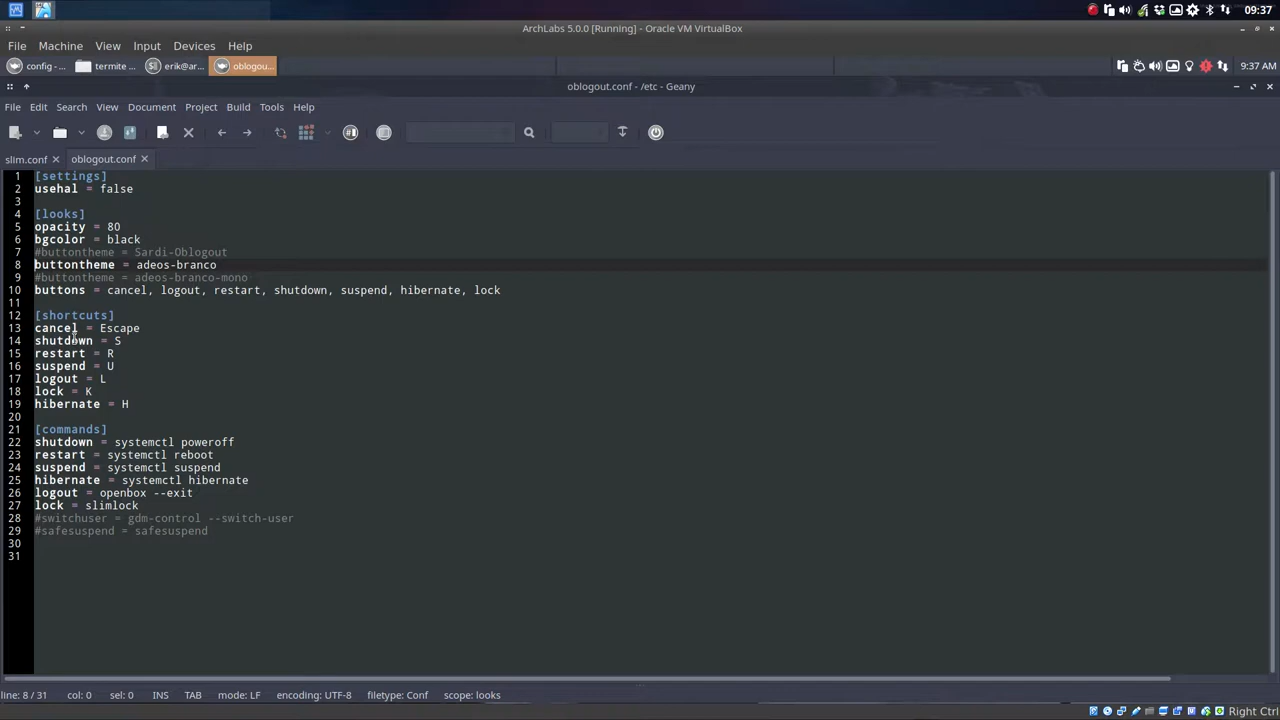 09:37
ArchLabs 5.0.0 [Running] - Oracle VM VirtualBox
File Machine View Input Devices Help
config - ... termite ... erik@ar... oblogou... 9:37 AM
oblogout.conf - /etc - Geany
File Edit Search View Document Project Build Tools Help
slim.conf oblogout.conf
1 [settings]
2 usehal = false
3
4 [looks]
5 opacity = 80
6 bgcolor = black
7 #buttontheme = Sardi-Oblogout
8 buttontheme = adeos-branco
9 #buttontheme = adeos-branco-mono
10 buttons = cancel, logout, restart, shutdown, suspend, hibernate, lock
11
12 [shortcuts]
13 cancel = Escape
14 shutdown = S
15 restart = R
16 suspend = U
17 logout = L
18 lock = K
19 hibernate = H
20
21 [commands]
22 shutdown = systemctl poweroff
23 restart = systemctl reboot
24 suspend = systemctl suspend
25 hibernate = systemctl hibernate
26 logout = openbox --exit
27 lock = slimlock
28 #switchuser = gdm-control --switch-user
29 #safesuspend = safesuspend
30
31
line: 8 / 31 col: 0 sel: 0 INS TAB mode: LF encoding: UTF-8 filetype: Conf scope: looks
Right Ctrl